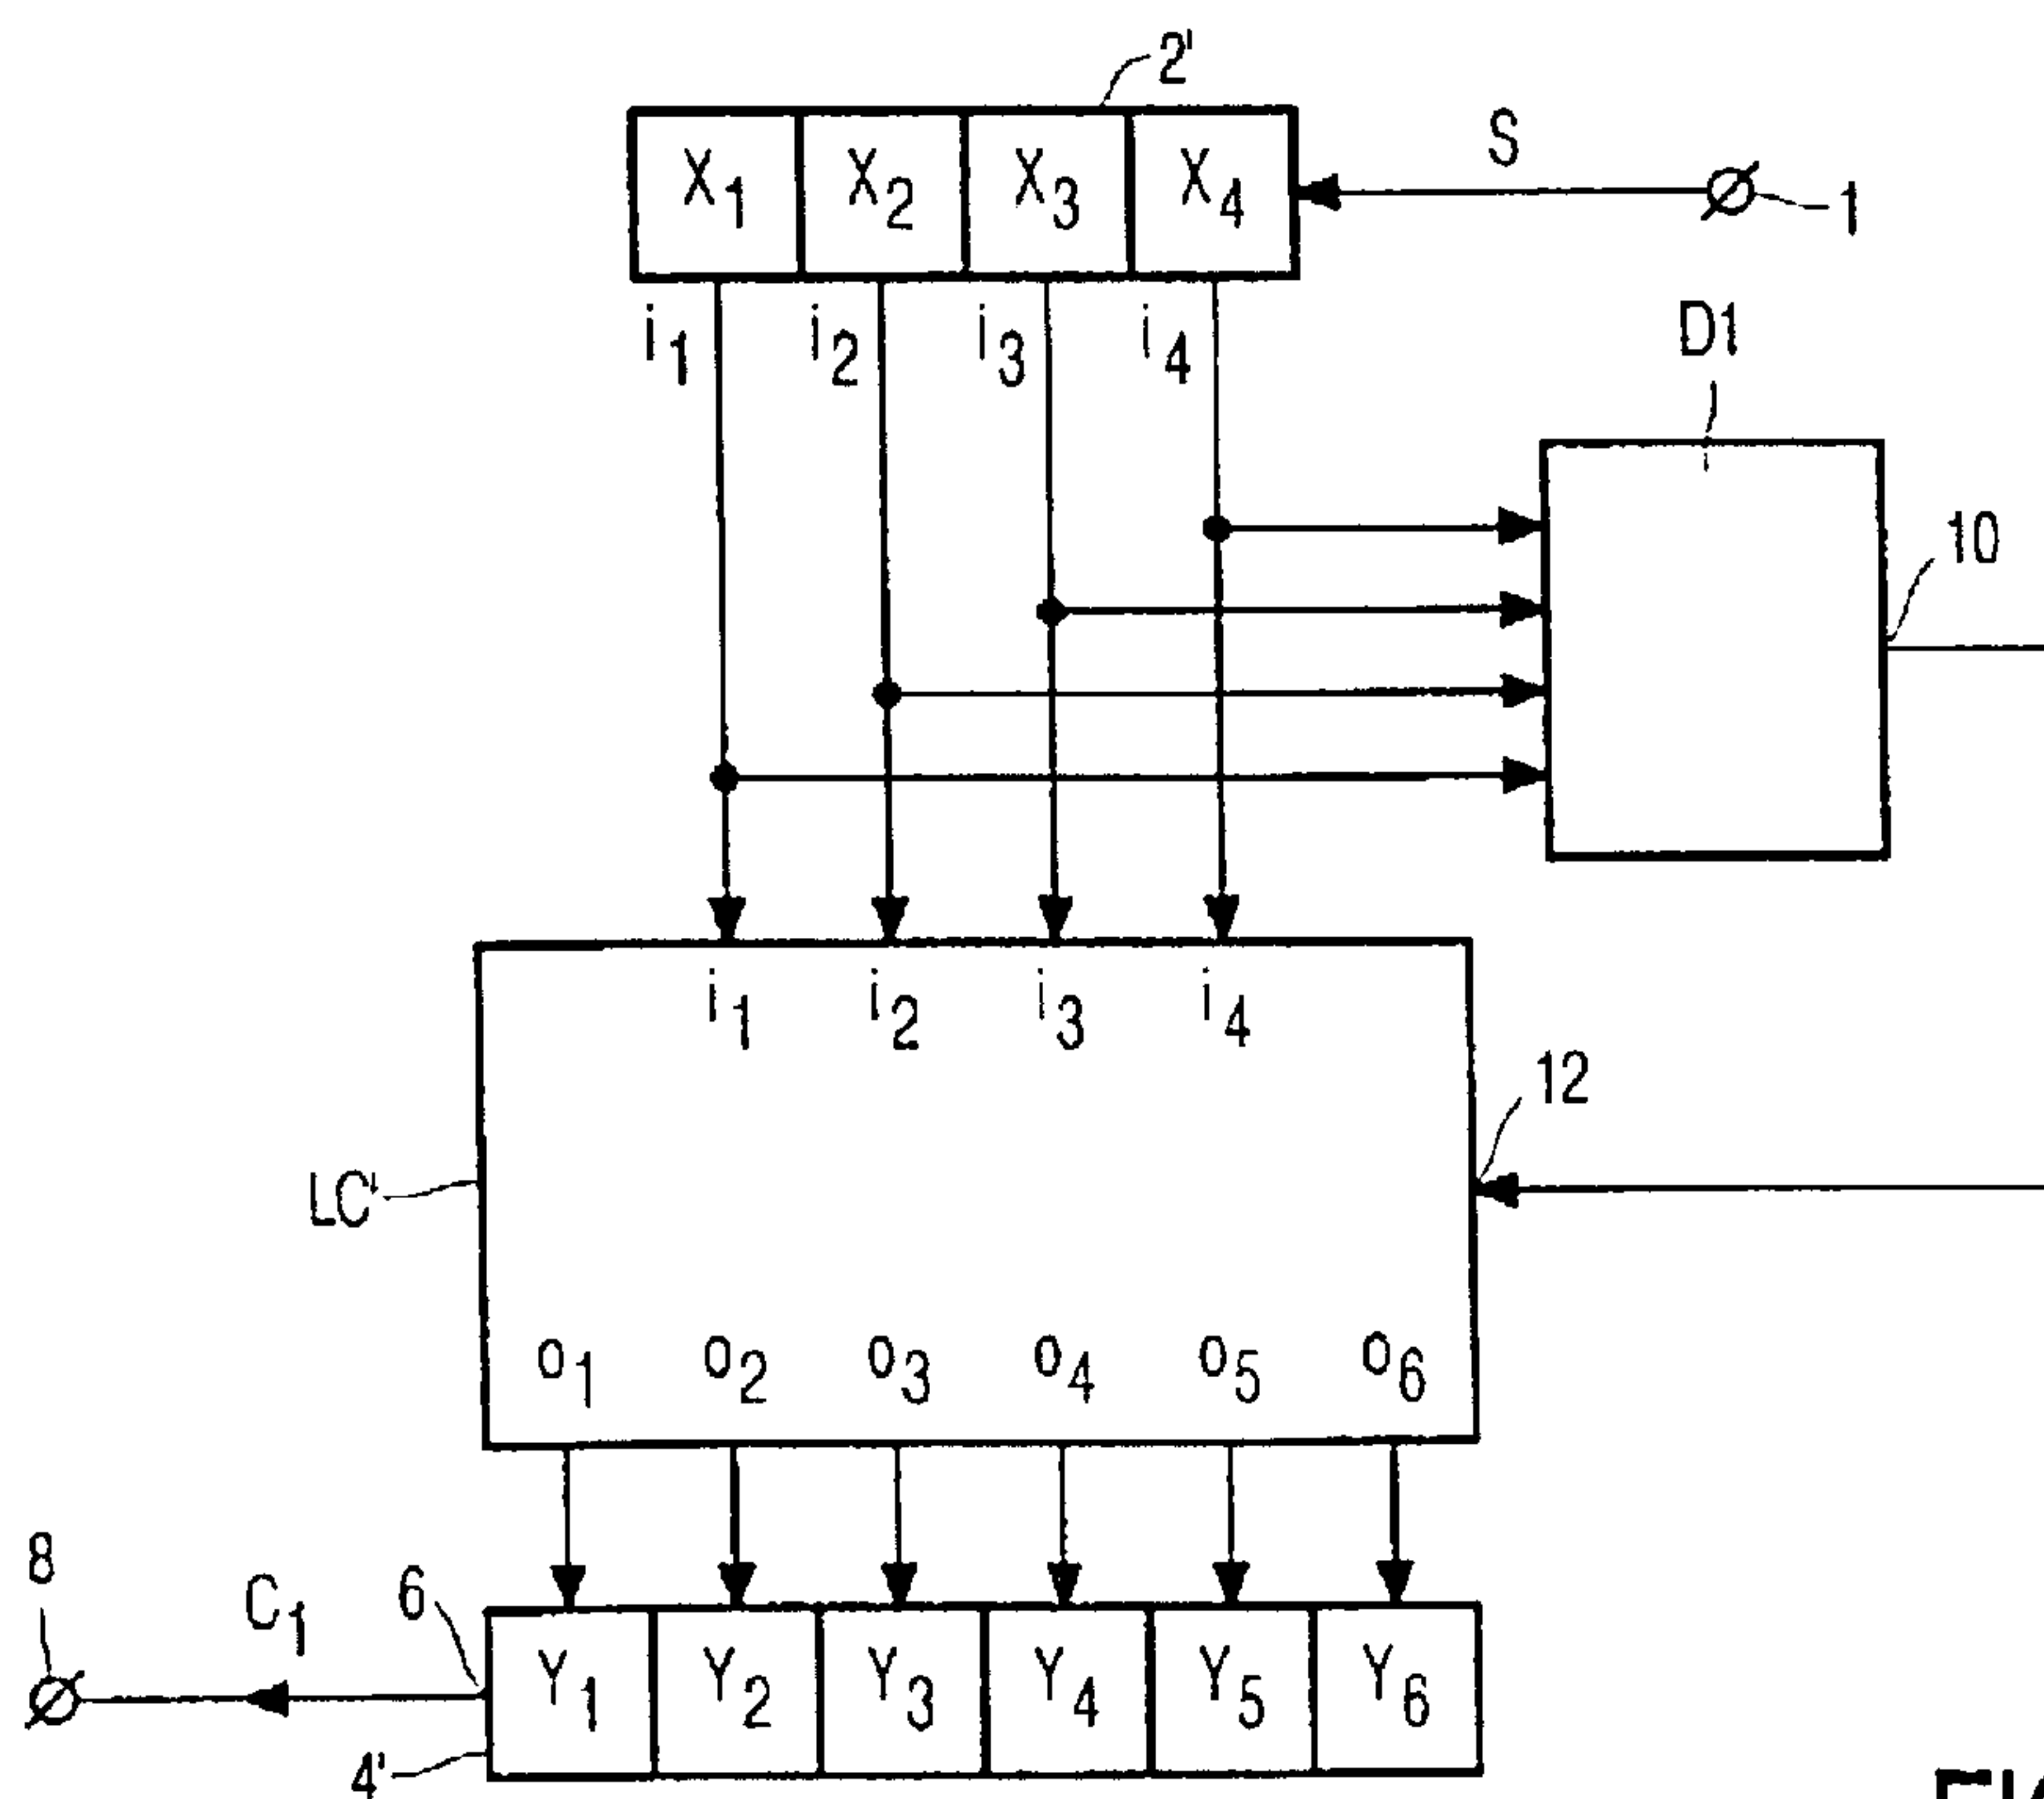 2'
X1 X2 X3 X4
S
1
i1 i2 i3 i4
D1
10
i1 i2 i3 i4
12
LC'
o1 o2 o3 o4 o5 o6
8
C1
6
Y1 Y2 Y3 Y4 Y5 Y6
4'